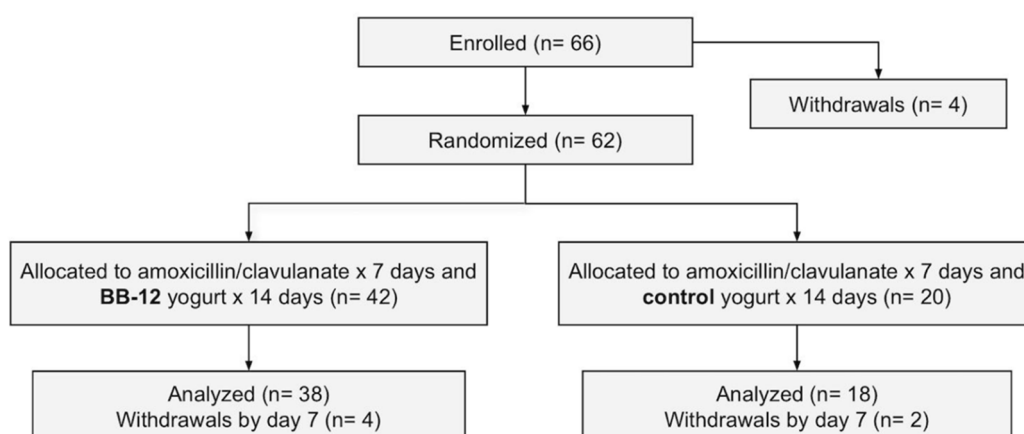 Enrolled (n= 66)
Withdrawals (n= 4)
Randomized (n= 62)
Allocated to amoxicillin/clavulanate x 7 days and
BB-12 yogurt x 14 days (n= 42)
Allocated to amoxicillin/clavulanate x 7 days and
control yogurt x 14 days (n= 20)
Analyzed (n= 38)
Withdrawals by day 7 (n= 4)
Analyzed (n= 18)
Withdrawals by day 7 (n= 2)